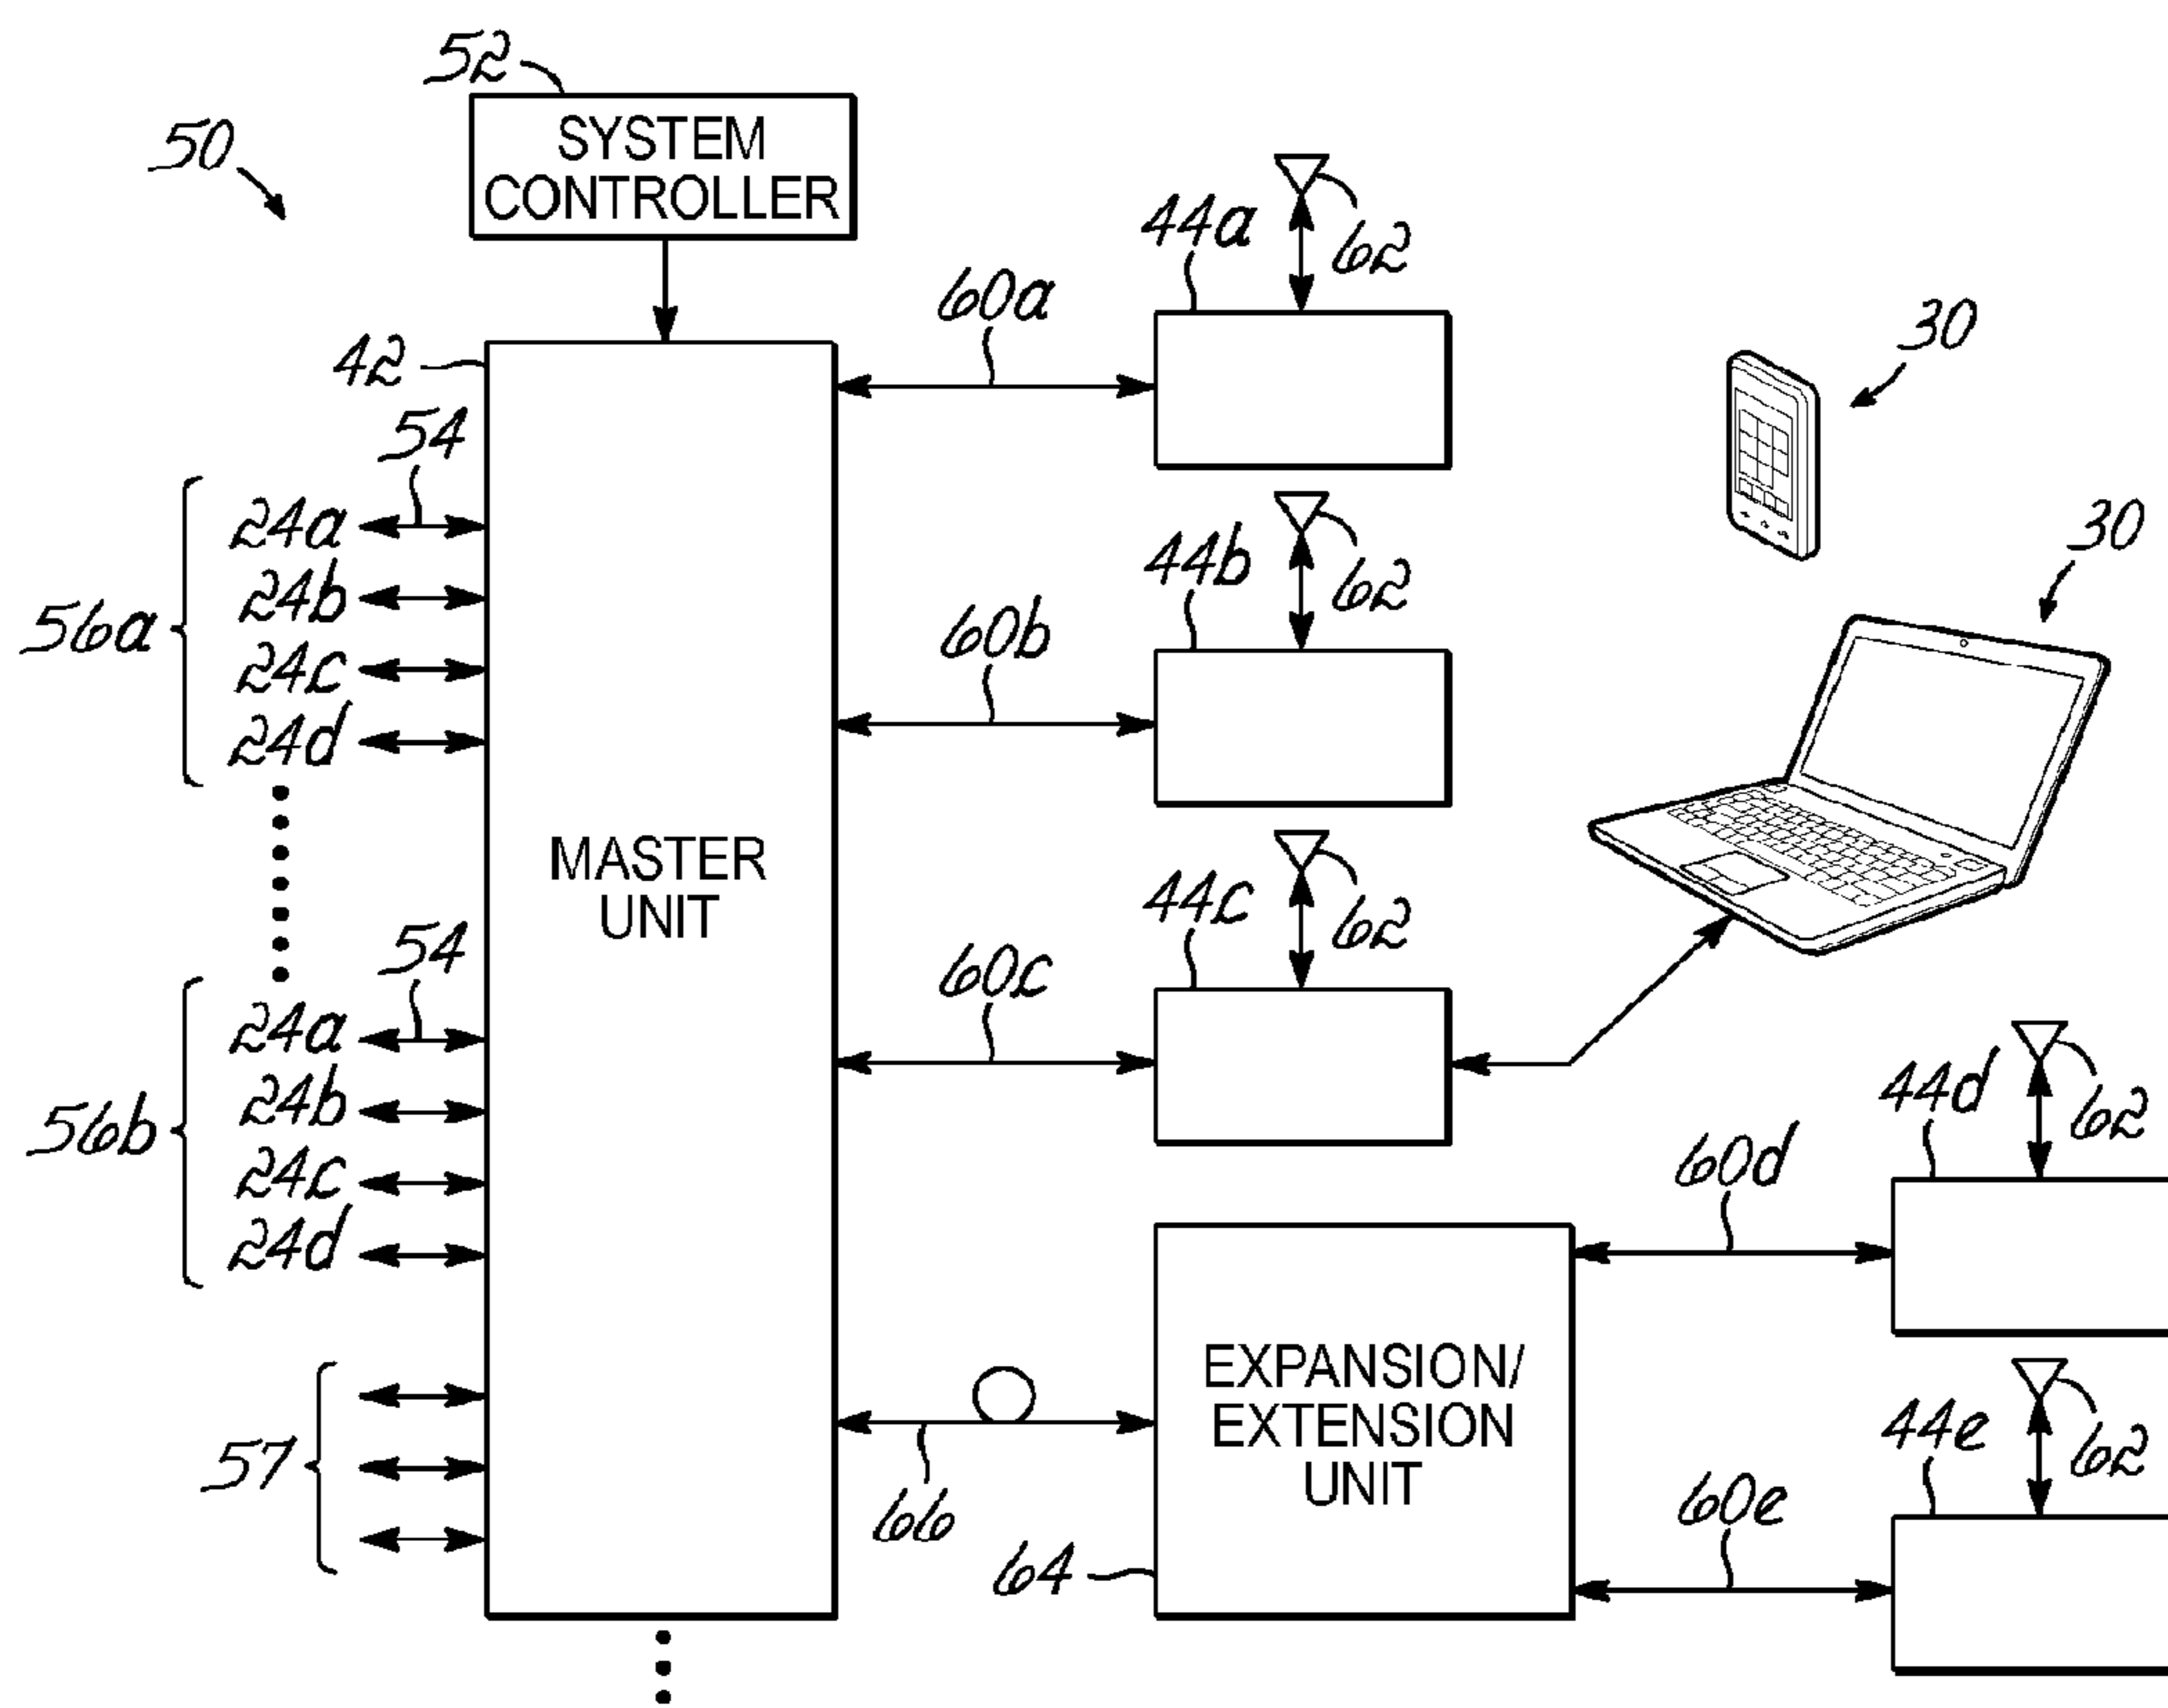 52
50
SYSTEM
CONTROLLER
44a
62
60a
30
42
54
24a
44b
62
30
24b
56a
60b
24c
24d
MASTER
UNIT
44c
62
54
60c
24a
24b
44d
62
56b
60d
24c
24d
EXPANSION/
EXTENSION
UNIT
44e
62
57
60e
66
64